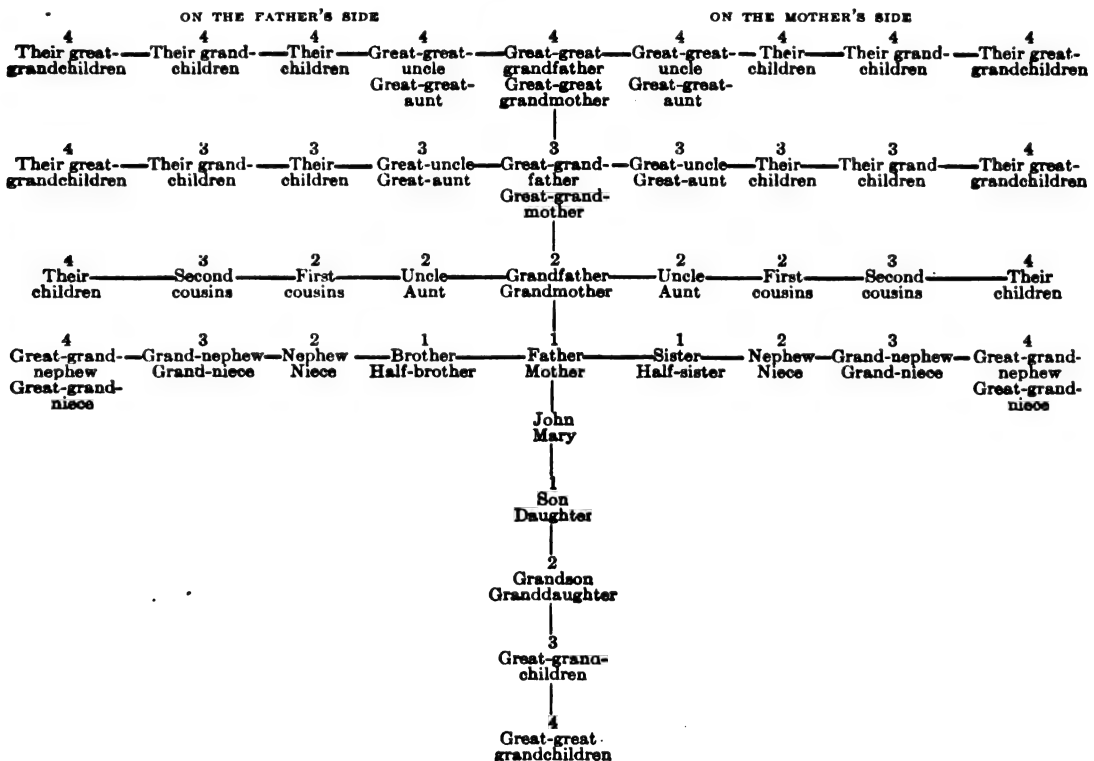 ON THE FATHER'S SIDE ON THE MOTHER'S SIDE
4 4 4 4 4 4 4 4 4
Their great- Their grand- Their Great-great- Great-great Great-great- Their Their grand- Their great-
grandchildren children children uncle grandfather uncle children children grandchildren
Great-great- Great-great Great-great-
aunt grandmother aunt
4 3 3 3 3 3 3 3 4
Their great- Their grand- Their Great-uncle Great-grand- Great-uncle Their Their grand- Their great-
grandchildren children children Great-aunt father Great-aunt children children grandchildren
Great-grand-
mother
4 3 2 2 2 2 2 3 4
Their Second First Uncle Grandfather Uncle First Second Their
children cousins cousins Aunt Grandmother Aunt cousins cousins children
4 3 2 1 1 1 2 3 4
Great-grand- Grand-nephew Nephew Brother Father Sister Nephew Grand-nephew Great-grand-
nephew Grand-niece Niece Half-brother Mother Half-sister Niece Grand-niece nephew
Great-grand- Great-grand-
niece niece
John
Mary
1
Son
Daughter
2
Grandson
Granddaughter
3
Great-grand-
children
4
Great-great
grandchildren